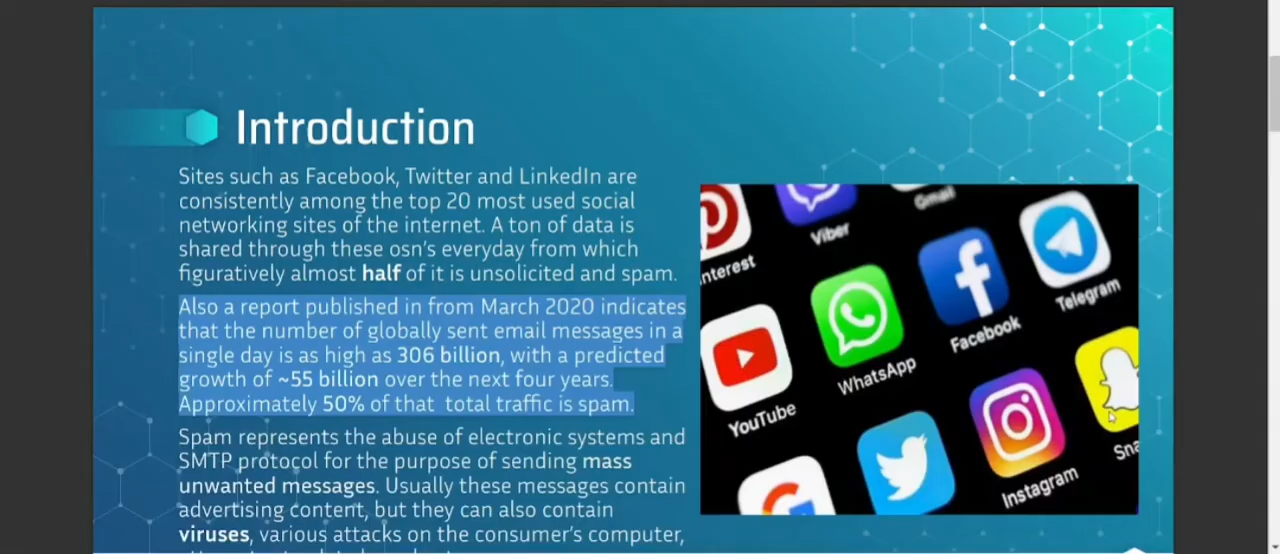 Introduction
Sites such as Facebook, Twitter and LinkedIn are
consistently among the top 20 most used social
networking sites of the internet. A ton of data is
shared through these osn's everyday from which
figuratively almost half of it is unsolicited and spam.
Also a report published in from March 2020 indicates
that the number of globally sent email messages in a
single day is as high as 306 billion, with a predicted
growth of ~55 billion over the next four years.
Approximately 50% of that total traffic is spam.
Spam represents the abuse of electronic systems and
SMTP protocol for the purpose of sending mass
unwanted messages. Usually these messages contain
advertising content, but they can also contain
viruses, various attacks on the consumer's computer,
nterest
Viber
Gmail
YouTube
WhatsApp
Facebook
Telegram
Instagram
Sna